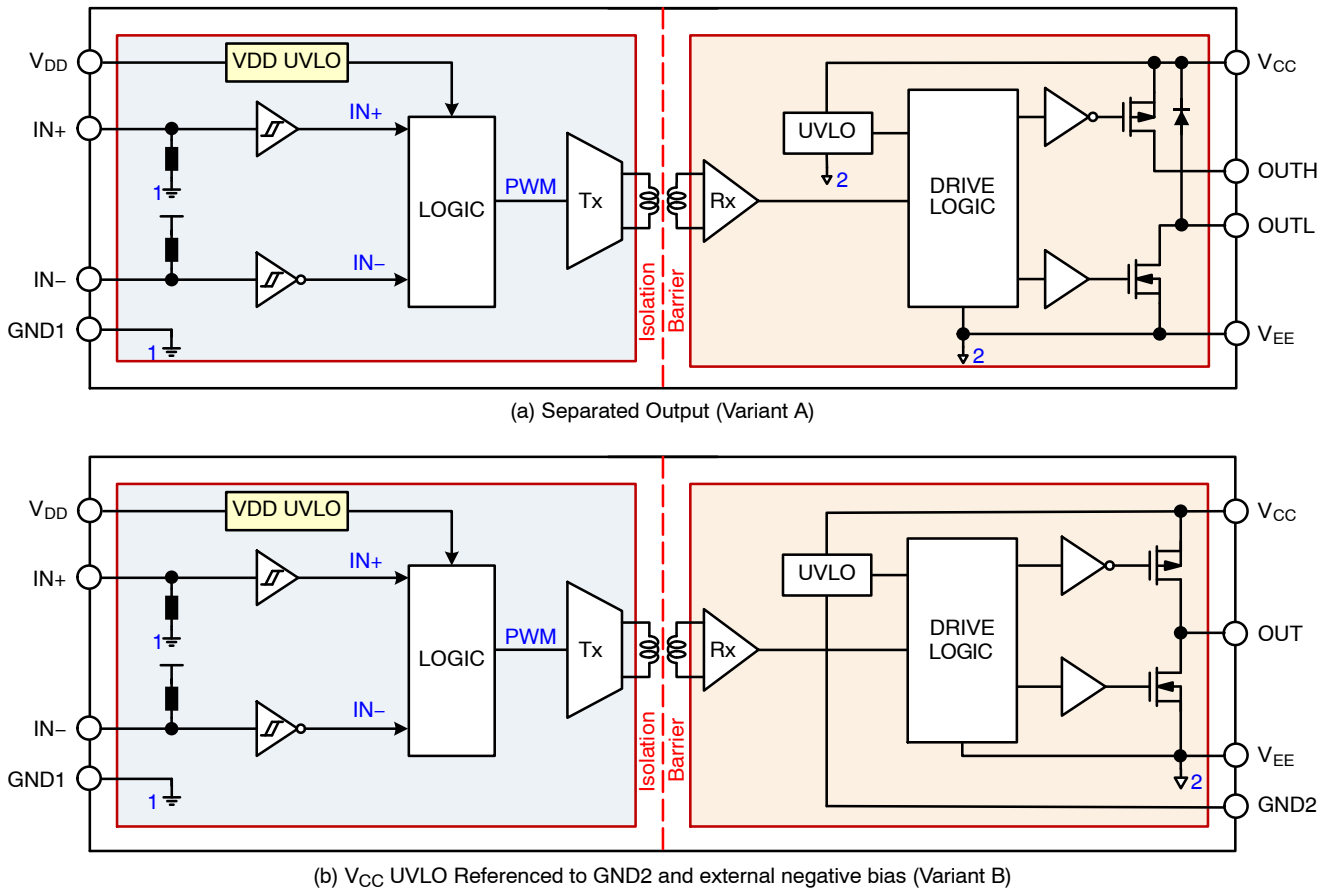 VDD
VDD UVLO
VCC
IN+
IN+
UVLO
2
OUTH
1
PWM
Tx
Rx
LOGIC
DRIVE
LOGIC
OUTL
IN−
IN−
GND1
1
Isolation
Barrier
VEE
2
(a) Separated Output (Variant A)
VDD
VDD UVLO
VCC
IN+
IN+
UVLO
1
PWM
Tx
Rx
LOGIC
DRIVE
LOGIC
OUT
IN−
IN−
GND1
1
Isolation
Barrier
VEE
2
GND2
(b) VCC UVLO Referenced to GND2 and external negative bias (Variant B)